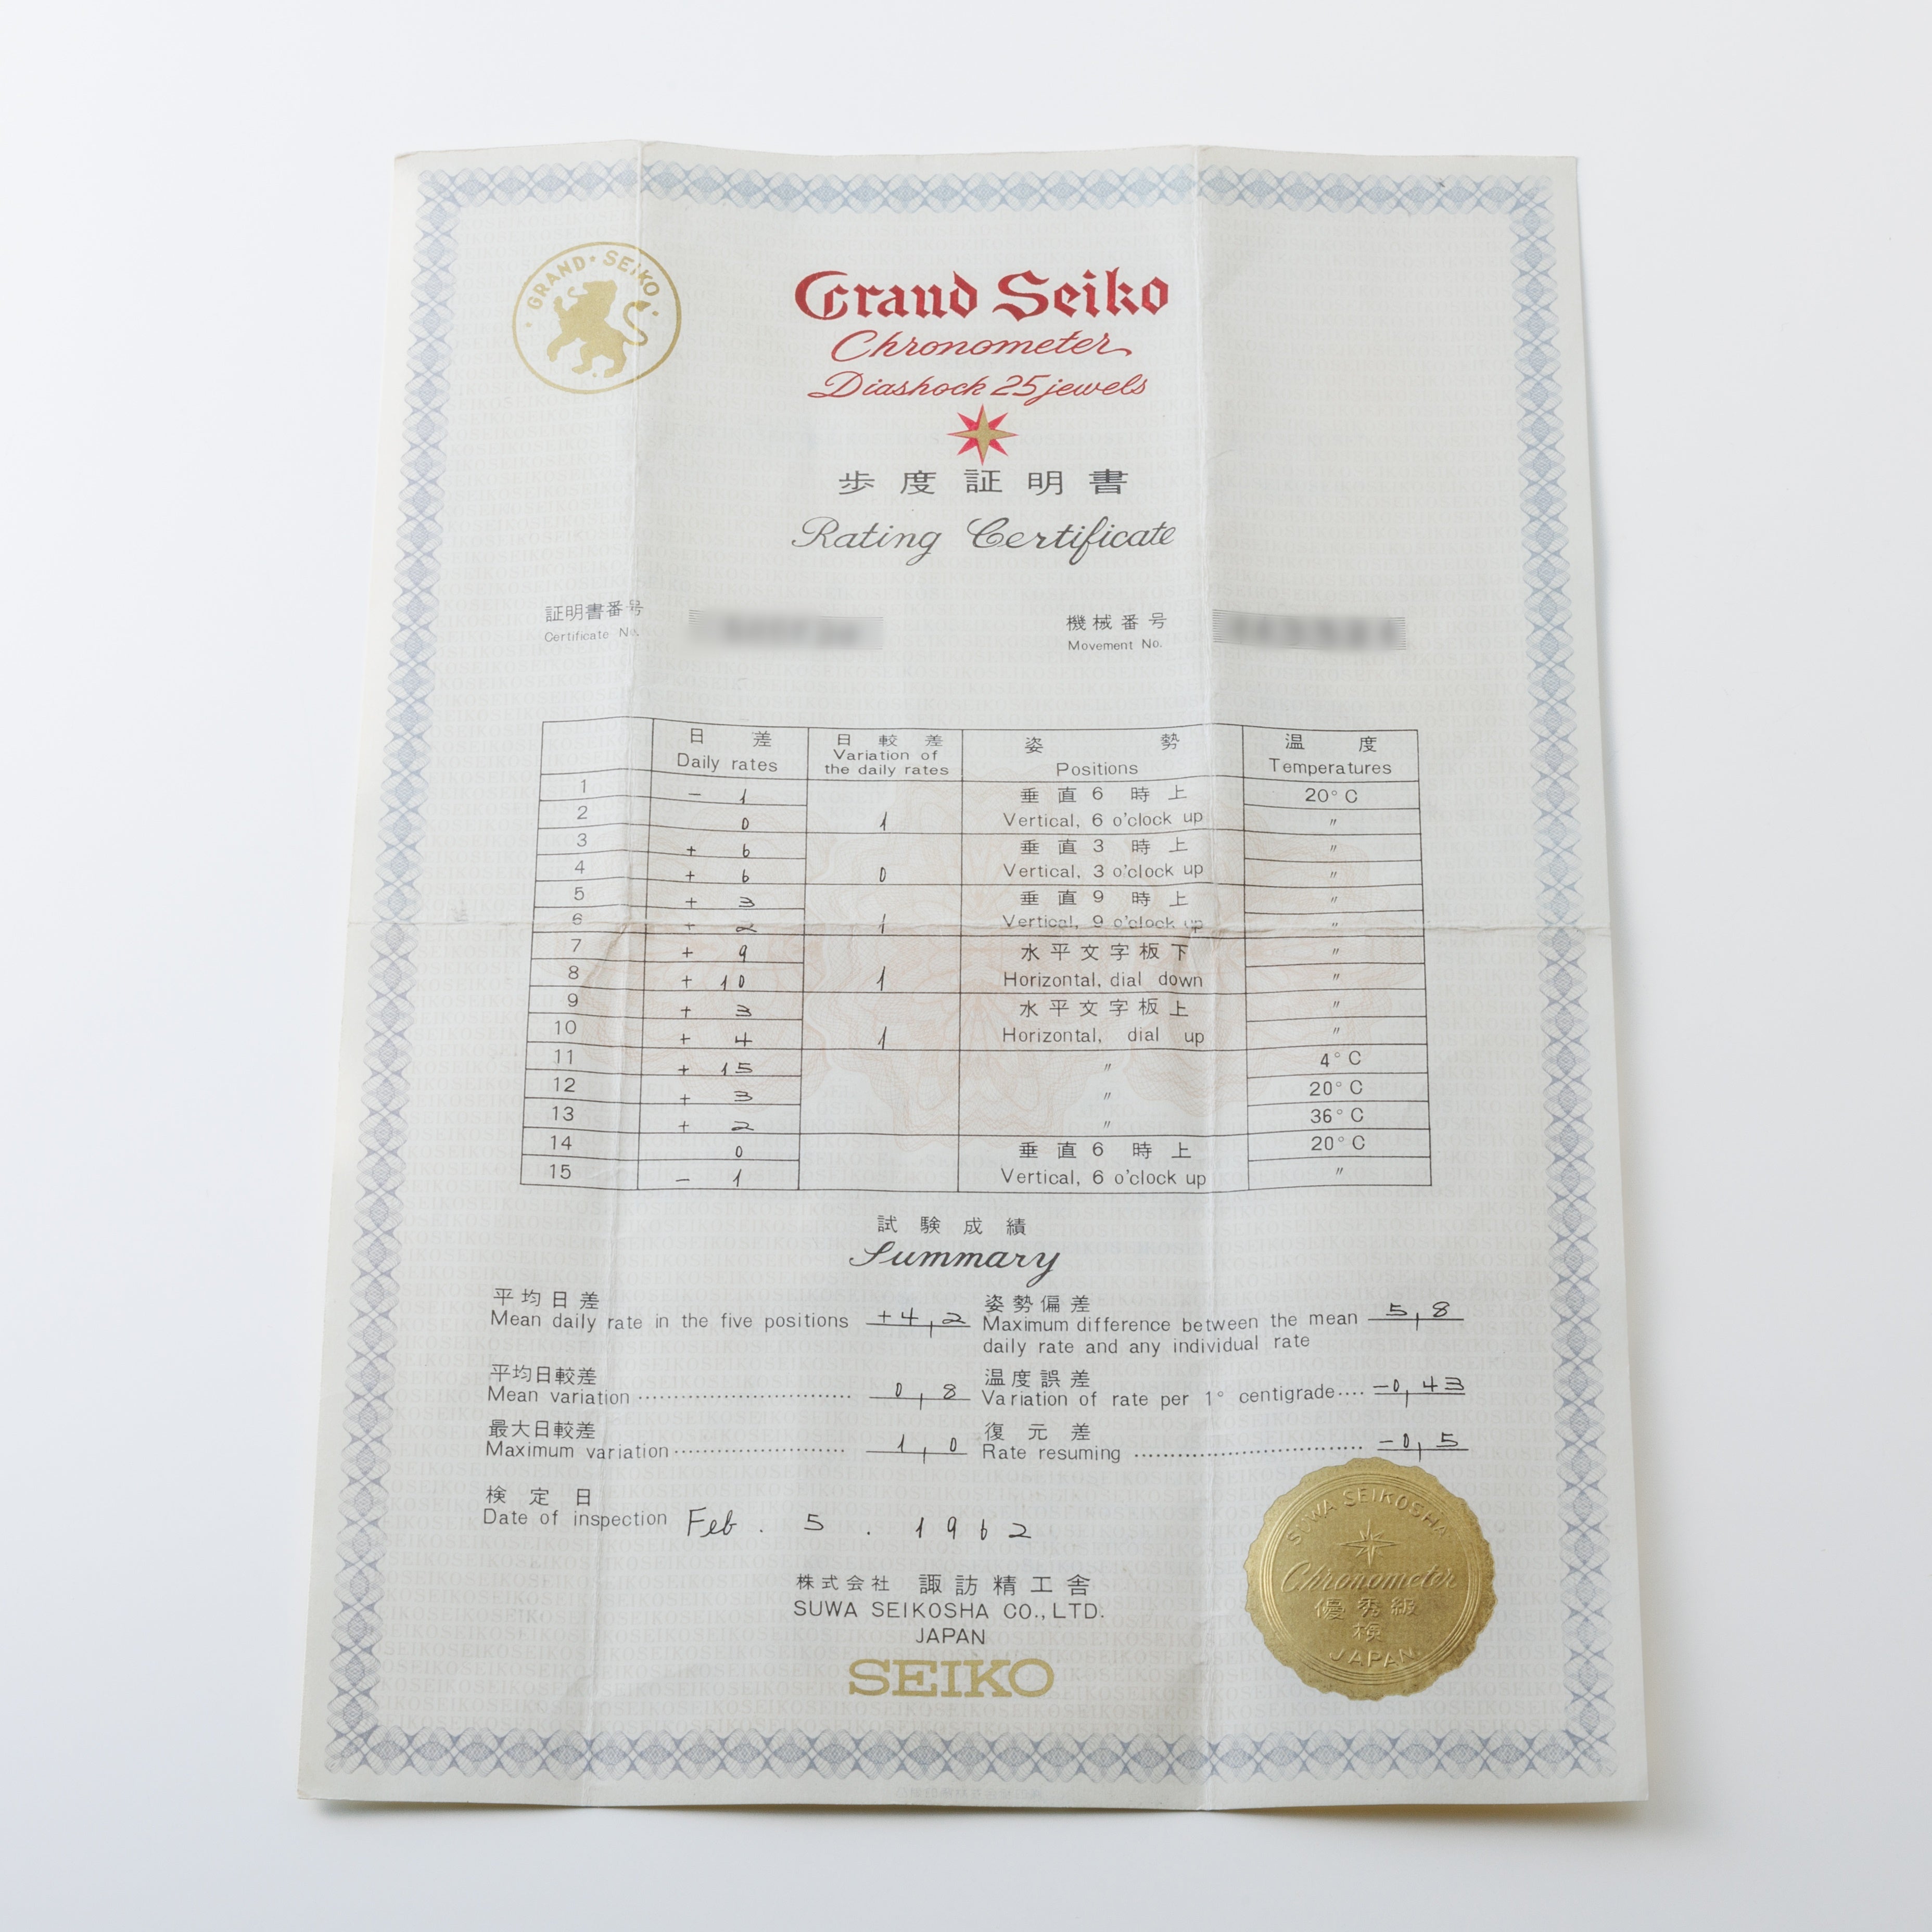 GRAND・SEIKO
Grand Seiko
Chronometer
Diashock 25 jewels
歩度証明書
Rating Certificate
証明書番号
Certificate No.
機械番号
Movement No.
日差 日較差 姿勢 温度
Daily rates Variation of the daily rates Positions Temperatures
1 − 1 垂直6時上 20°C
2 0 1 Vertical, 6 o'clock up 〃
3 + 6 垂直3時上 〃
4 + 6 0 Vertical, 3 o'clock up 〃
5 + 3 垂直9時上 〃
6 + 2 1 Vertical, 9 o'clock up 〃
7 + 9 水平文字板下 〃
8 + 10 1 Horizontal, dial down 〃
9 + 3 水平文字板上 〃
10 + 4 1 Horizontal, dial up 〃
11 + 15 〃 4°C
12 + 3 〃 20°C
13 + 2 〃 36°C
14 0 垂直6時上 20°C
15 − 1 Vertical, 6 o'clock up 〃
試験成績
Summary
平均日差
Mean daily rate in the five positions +4,2
姿勢偏差
Maximum difference between the mean 5,8
daily rate and any individual rate
平均日較差
Mean variation 0,8
温度誤差
Variation of rate per 1° centigrade.... −0,43
最大日較差
Maximum variation 1,0
復元差
Rate resuming −0,5
検定日
Date of inspection Feb. 5. 1962
株式会社 諏訪精工舎
SUWA SEIKOSHA CO., LTD.
JAPAN
SEIKO
SUWA SEIKOSHA
Chronometer
優秀級
検
JAPAN